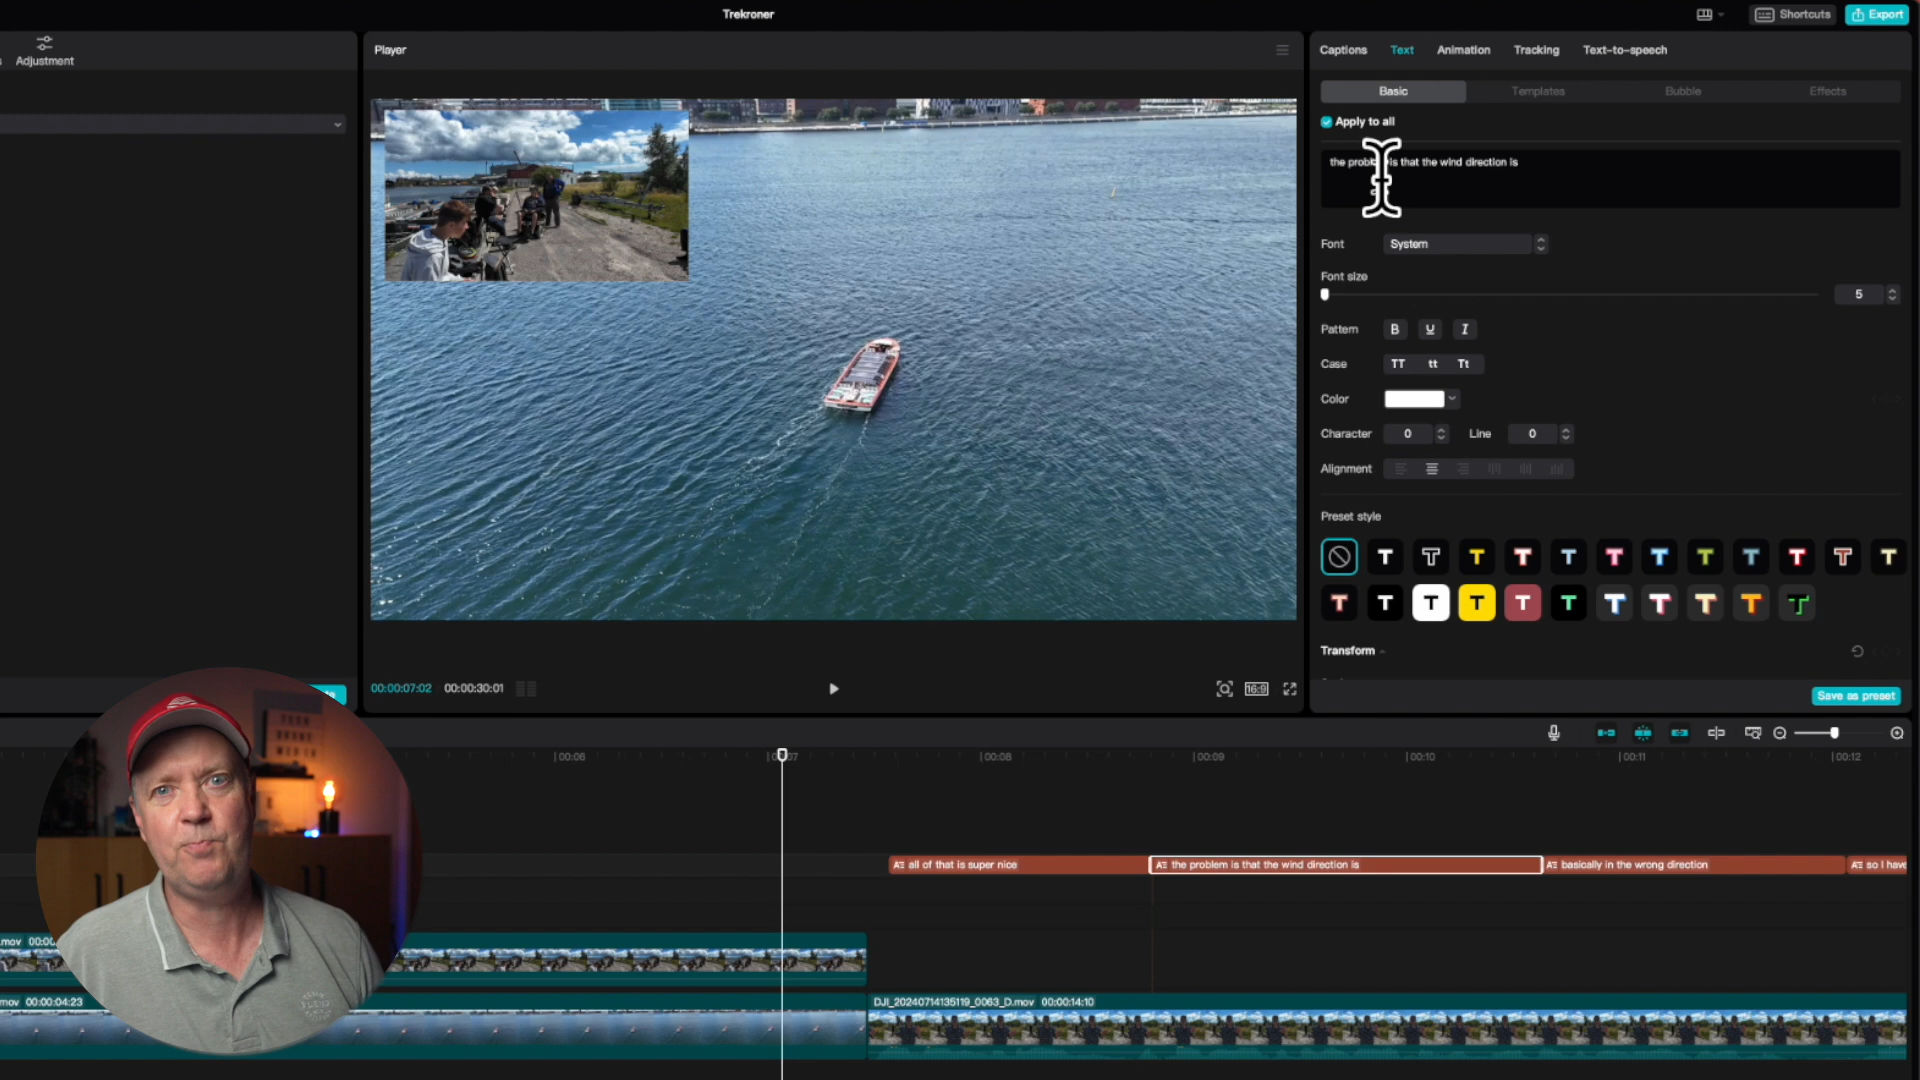 Trekroner
Shortcuts
Export
Adjustment
Player
Captions
Text
Animation
Tracking
Text-to-speech
Basic
Templates
Bubble
Effects
Apply to all
is that the wind direction is
Font
System
Font size
5
Pattern
B U I
Case
TT tt Tt
Color
Character
0
Line
0
Alignment
Preset style
T T T T T T T T T T T T
T T T T T T T T T T T
Transform
00:00:07:02
00:00:30:01
16:9
Save as preset
00:06
00:08
00:09
00:10
00:11
00:12
all of that is super nice
the problem is that the wind direction is
basically in the wrong direction
so I have
.mov
mov 00:00:04:23
DJI_20240714135119_0063_D.mov 00:00:14:10